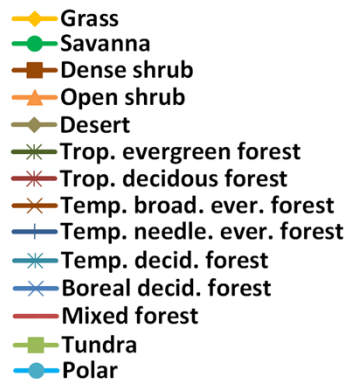 Grass
Savanna
Dense shrub
Open shrub
Desert
Trop. evergreen forest
Trop. decidous forest
Temp. broad. ever. forest
Temp. needle. ever. forest
Temp. decid. forest
Boreal decid. forest
Mixed forest
Tundra
Polar